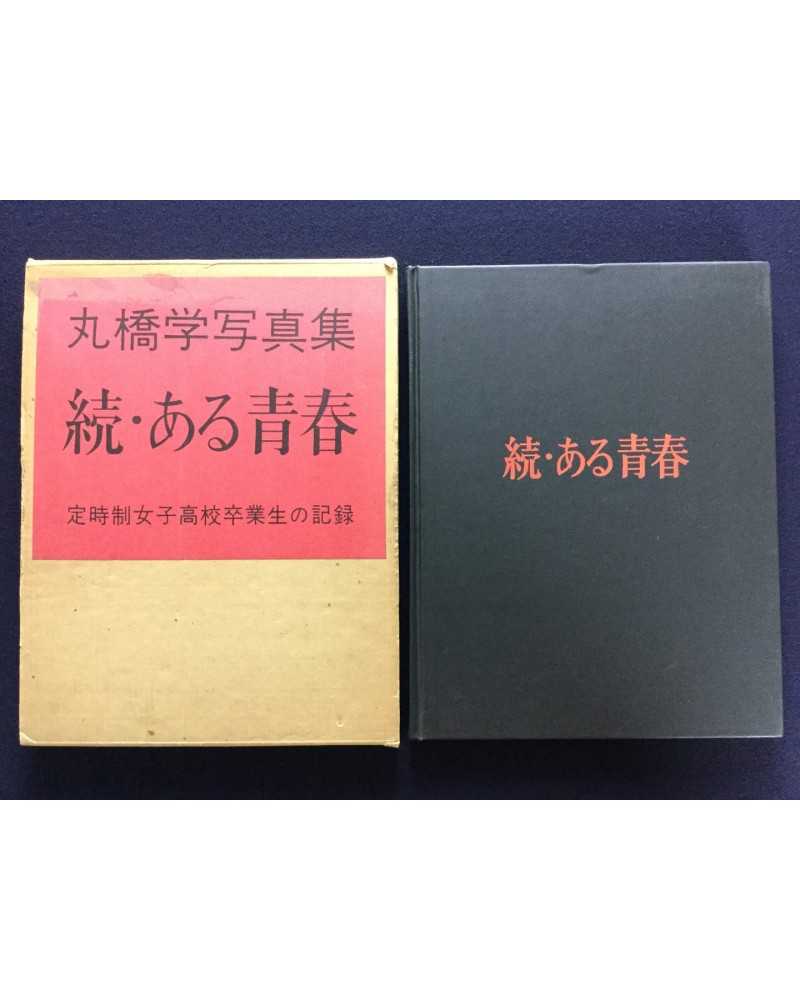 丸橋学写真集
続・ある青春
定時制女子高校卒業生の記録
続・ある青春